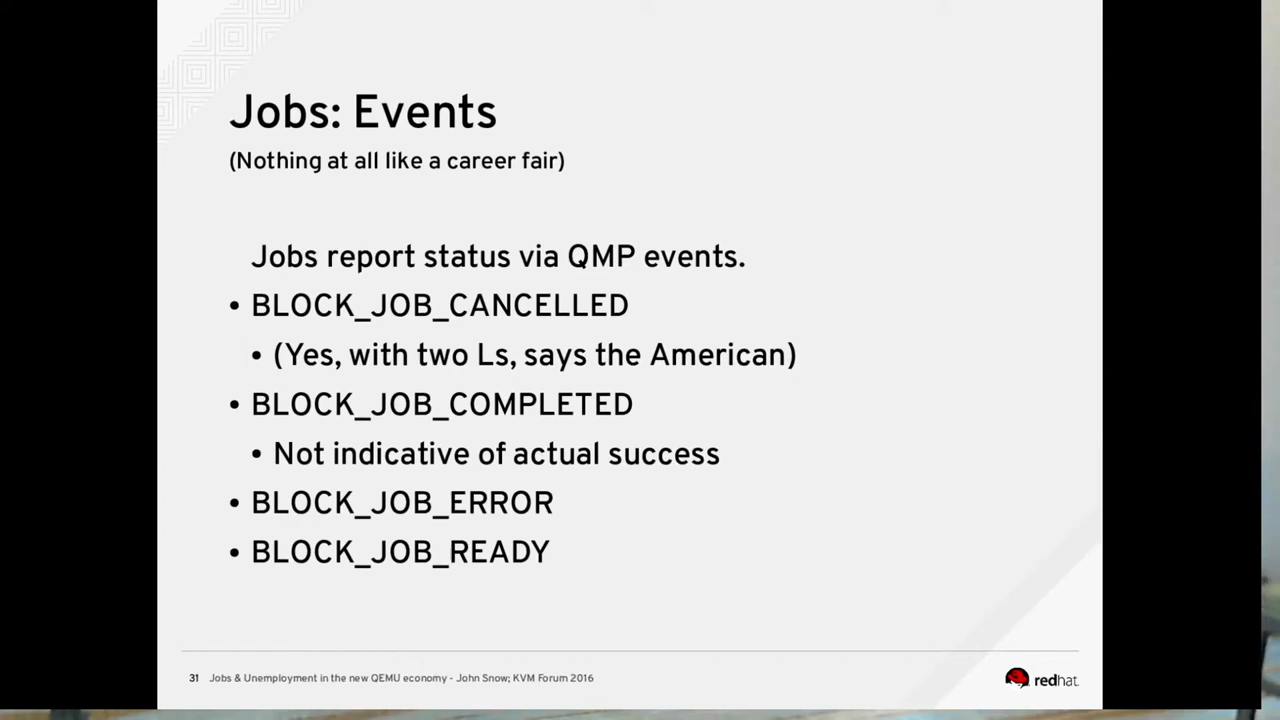 Jobs: Events
(Nothing at all like a career fair)
Jobs report status via QMP events.
• BLOCK_JOB_CANCELLED
• (Yes, with two Ls, says the American)
• BLOCK_JOB_COMPLETED
• Not indicative of actual success
• BLOCK_JOB_ERROR
• BLOCK_JOB_READY
31 Jobs & Unemployment in the new QEMU economy - John Snow; KVM Forum 2016
redhat.